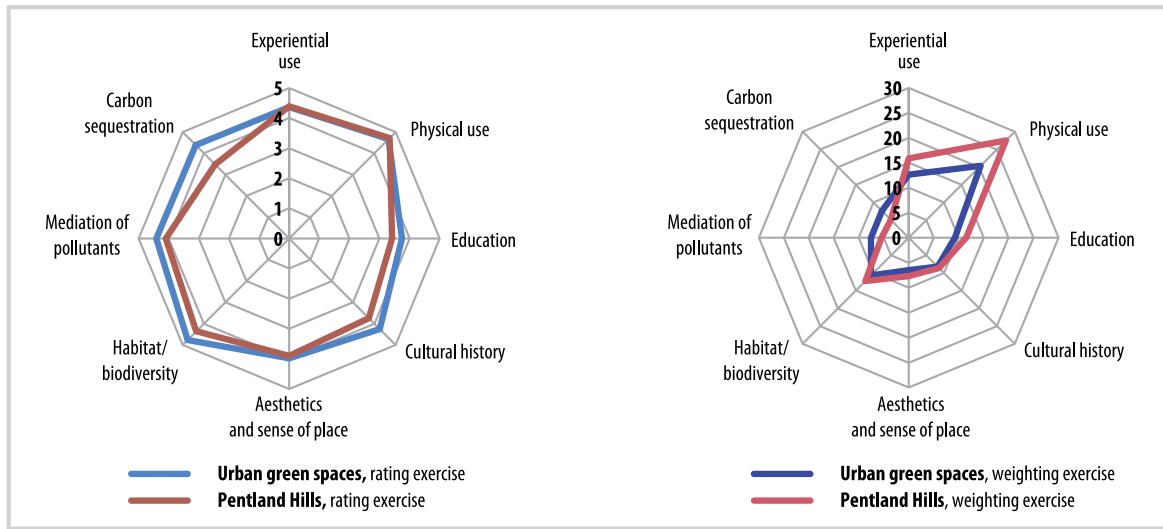 Experiential
use
5
4
3
2
1
0
Physical use
Education
Cultural history
Aesthetics
and sense of place
Habitat/
biodiversity
Mediation of
pollutants
Carbon
sequestration
Urban green spaces, rating exercise
Pentland Hills, rating exercise
Experiential
use
30
25
20
15
10
5
0
Physical use
Education
Cultural history
Aesthetics
and sense of place
Habitat/
biodiversity
Mediation of
pollutants
Carbon
sequestration
Urban green spaces, weighting exercise
Pentland Hills, weighting exercise